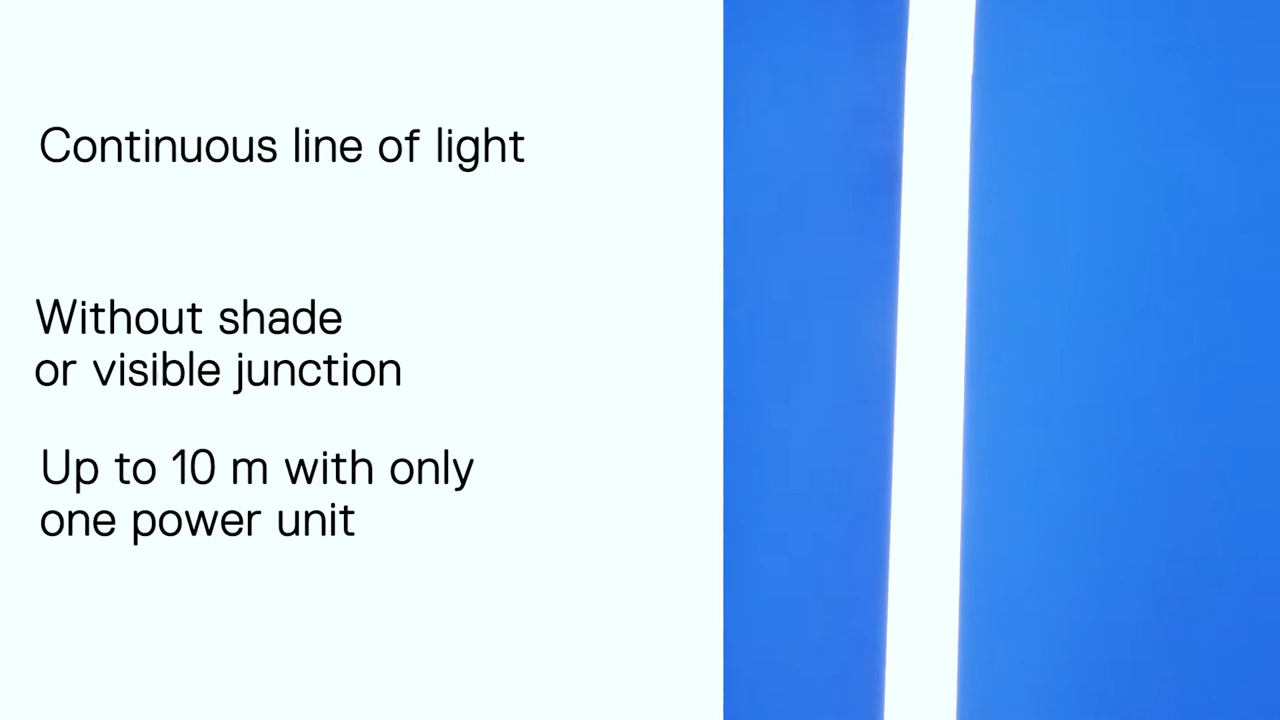 Continuous line of light
Without shade
or visible junction
Up to 10 m with only
one power unit